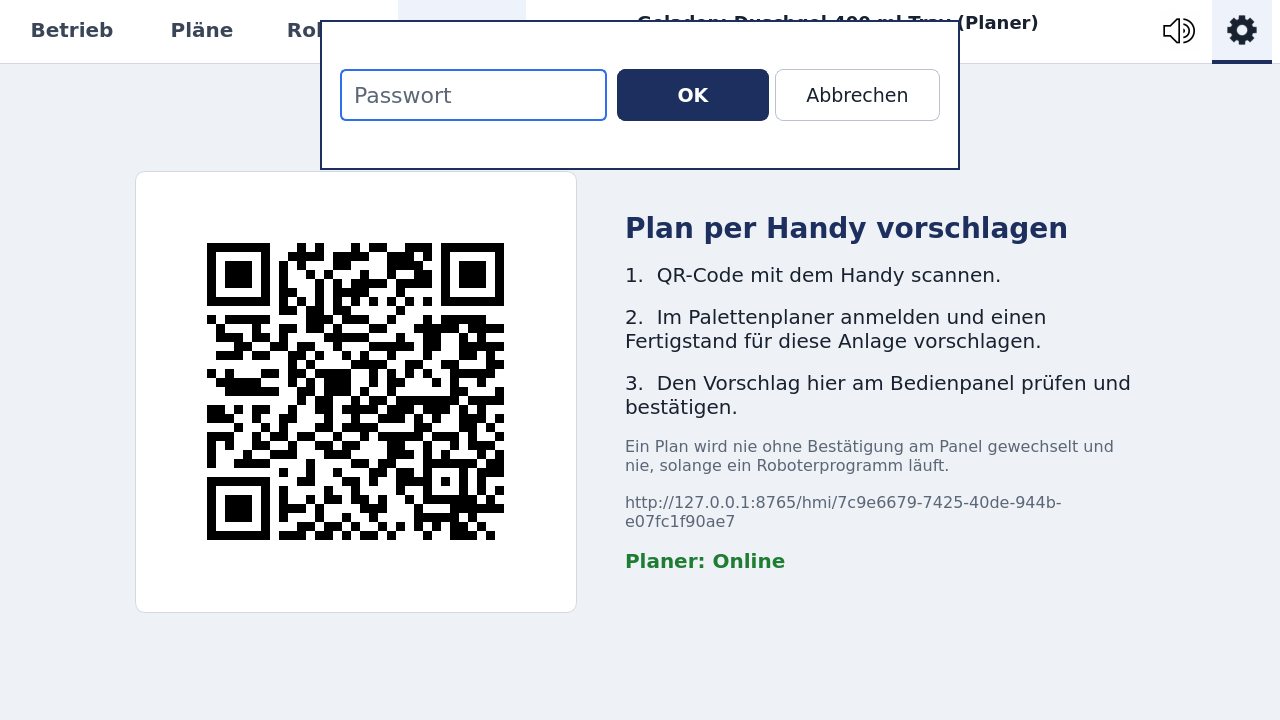 Betrieb
Pläne
Passwort
OK
Abbrechen
(Planer)
Plan per Handy vorschlagen
1. QR-Code mit dem Handy scannen.
2. Im Palettenplaner anmelden und einen
Fertigstand für diese Anlage vorschlagen.
3. Den Vorschlag hier am Bedienpanel prüfen und
bestätigen.
Ein Plan wird nie ohne Bestätigung am Panel gewechselt und
nie, solange ein Roboterprogramm läuft.
http://127.0.0.1:8765/hmi/7c9e6679-7425-40de-944b-
e07fc1f90ae7
Planer: Online